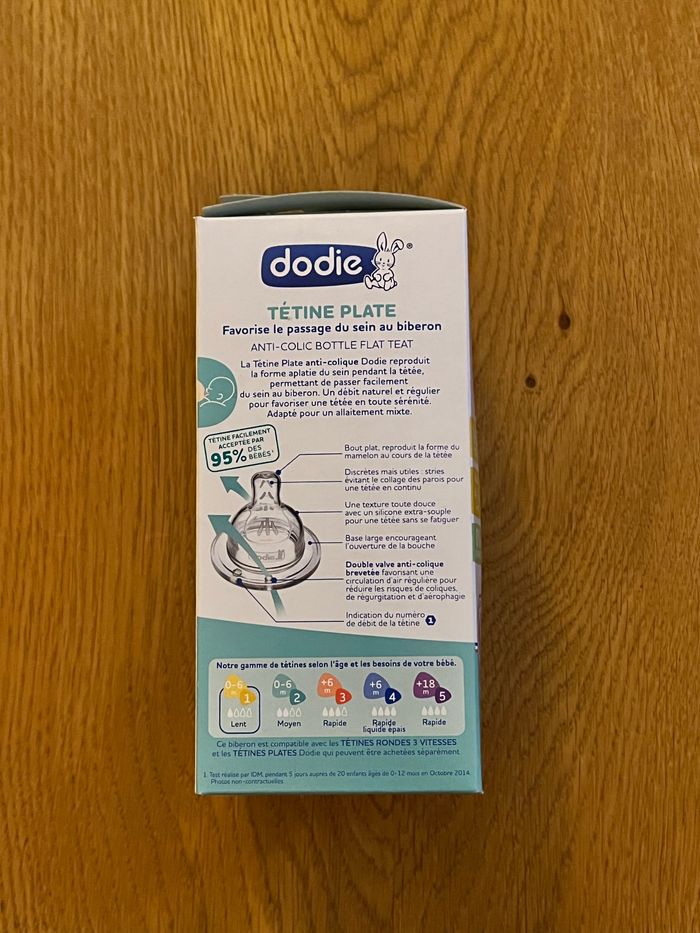 dodie®
TÉTINE PLATE
Favorise le passage du sein au biberon
ANTI-COLIC BOTTLE FLAT TEAT
La Tétine Plate anti-colique Dodie reproduit
la forme aplatie du sein pendant la tétée,
permettant de passer facilement
du sein au biberon. Un débit naturel et régulier
pour favoriser une tétée en toute sérénité.
Adapté pour un allaitement mixte.
TÉTINE FACILEMENT
ACCEPTÉE PAR
95% DES
BÉBÉS¹
Bout plat, reproduit la forme du
mamelon au cours de la tétée
Discrètes mais utiles : stries
évitant le collage des parois pour
une tétée en continu
Une texture toute douce
avec un silicone extra-souple
pour une tétée sans se fatiguer
Base large encourageant
l'ouverture de la bouche
Double valve anti-colique
brevetée favorisant une
circulation d'air régulière pour
réduire les risques de coliques,
de régurgitation et d'aérophagie
Indication du numéro
de débit de la tétine 1
dodie
Notre gamme de tétines selon l'âge et les besoins de votre bébé.
0-6 m 1
0-6 m 2
+6 m 3
+6 m 4
+18 m 5
Lent
Moyen
Rapide
Rapide
liquide épais
Rapide
Ce biberon est compatible avec les TÉTINES RONDES 3 VITESSES
et les TÉTINES PLATES Dodie qui peuvent être achetées séparément
1. Test réalisé par IDM, pendant 5 jours auprès de 20 enfants âgés de 0-12 mois en Octobre 2014.
Photos non-contractuelles.